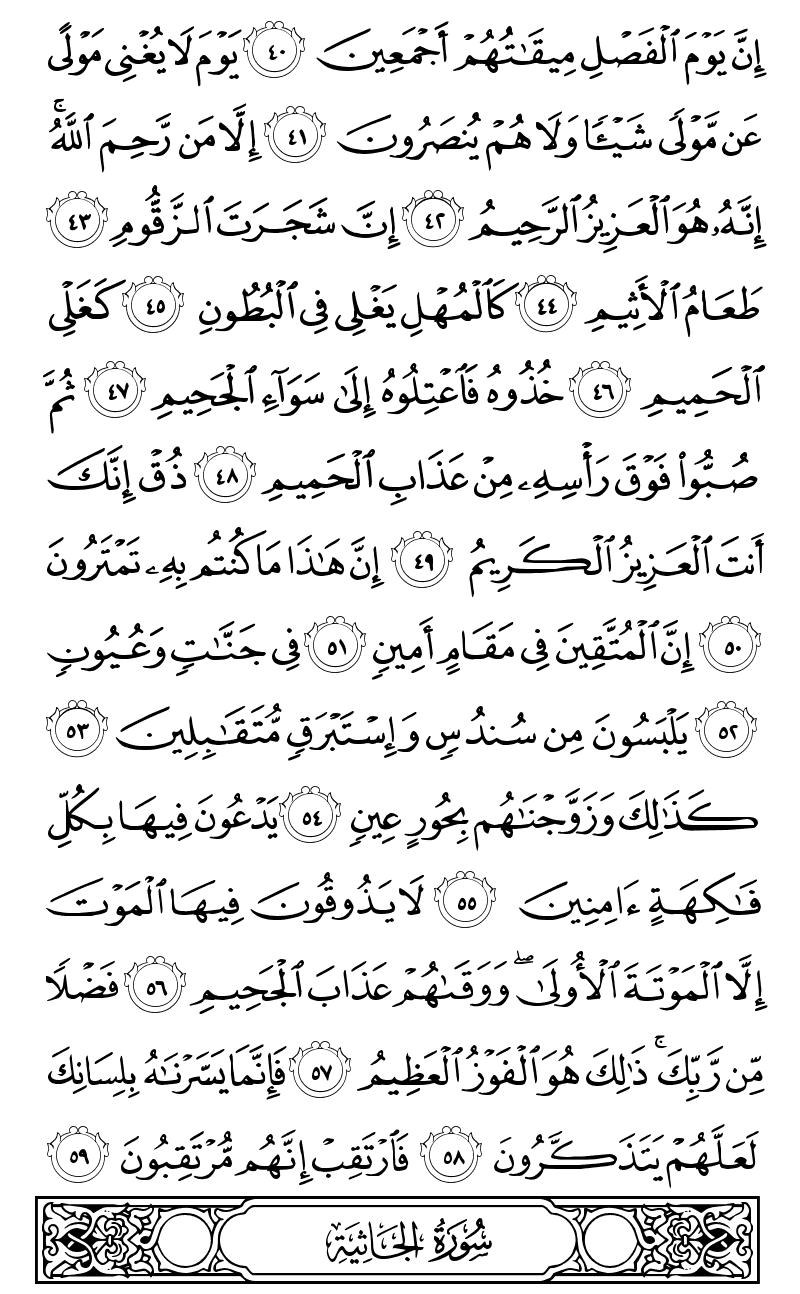 إِنَّ يَوْمَ ٱلْفَصْلِ مِيقَـٰتُهُمْ أَجْمَعِينَ ٤٠ يَوْمَ لَا يُغْنِى مَوْلًى
عَن مَّوْلًى شَيْـًٔا وَلَا هُمْ يُنصَرُونَ ٤١ إِلَّا مَن رَّحِمَ ٱللَّهُ ۚ
إِنَّهُۥ هُوَ ٱلْعَزِيزُ ٱلرَّحِيمُ ٤٢ إِنَّ شَجَرَتَ ٱلزَّقُّومِ ٤٣
طَعَامُ ٱلْأَثِيمِ ٤٤ كَٱلْمُهْلِ يَغْلِى فِى ٱلْبُطُونِ ٤٥ كَغَلْىِ
ٱلْحَمِيمِ ٤٦ خُذُوهُ فَٱعْتِلُوهُ إِلَىٰ سَوَآءِ ٱلْجَحِيمِ ٤٧ ثُمَّ
صُبُّوا۟ فَوْقَ رَأْسِهِۦ مِنْ عَذَابِ ٱلْحَمِيمِ ٤٨ ذُقْ إِنَّكَ
أَنتَ ٱلْعَزِيزُ ٱلْكَرِيمُ ٤٩ إِنَّ هَـٰذَا مَا كُنتُم بِهِۦ تَمْتَرُونَ
٥٠ إِنَّ ٱلْمُتَّقِينَ فِى مَقَامٍ أَمِينٍ ٥١ فِى جَنَّـٰتٍ وَعُيُونٍ
٥٢ يَلْبَسُونَ مِن سُندُسٍ وَإِسْتَبْرَقٍ مُّتَقَـٰبِلِينَ ٥٣
كَذَٰلِكَ وَزَوَّجْنَـٰهُم بِحُورٍ عِينٍ ٥٤ يَدْعُونَ فِيهَا بِكُلِّ
فَـٰكِهَةٍ ءَامِنِينَ ٥٥ لَا يَذُوقُونَ فِيهَا ٱلْمَوْتَ
إِلَّا ٱلْمَوْتَةَ ٱلْأُولَىٰ ۖ وَوَقَىٰهُمْ عَذَابَ ٱلْجَحِيمِ ٥٦ فَضْلًا
مِّن رَّبِّكَ ۚ ذَٰلِكَ هُوَ ٱلْفَوْزُ ٱلْعَظِيمُ ٥٧ فَإِنَّمَا يَسَّرْنَـٰهُ بِلِسَانِكَ
لَعَلَّهُمْ يَتَذَكَّرُونَ ٥٨ فَٱرْتَقِبْ إِنَّهُم مُّرْتَقِبُونَ ٥٩
سُورَةُ الجَاثِيَةِ